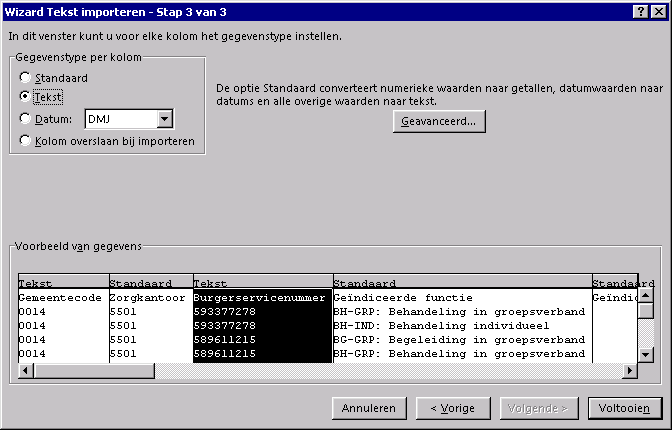 Wizard Tekst importeren - Stap 3 van 3
In dit venster kunt u voor elke kolom het gegevenstype instellen.
Gegevenstype per kolom
Standaard
Tekst
Datum: DMJ
Kolom overslaan bij importeren
De optie Standaard converteert numerieke waarden naar getallen, datumwaarden naar
datums en alle overige waarden naar tekst.
Geavanceerd...
Voorbeeld van gegevens
Tekst Standaard Tekst Standaard Standaard
Gemeentecode Zorgkantoor Burgerservicenummer Geïndiceerde functie Geïndic
0014 5501 593377278 BH-GRP: Behandeling in groepsverband
0014 5501 593377278 BH-IND: Behandeling individueel
0014 5501 589611215 BG-GRP: Begeleiding in groepsverband
0014 5501 589611215 BH-GRP: Behandeling in groepsverband
Annuleren < Vorige Volgende > Voltooien